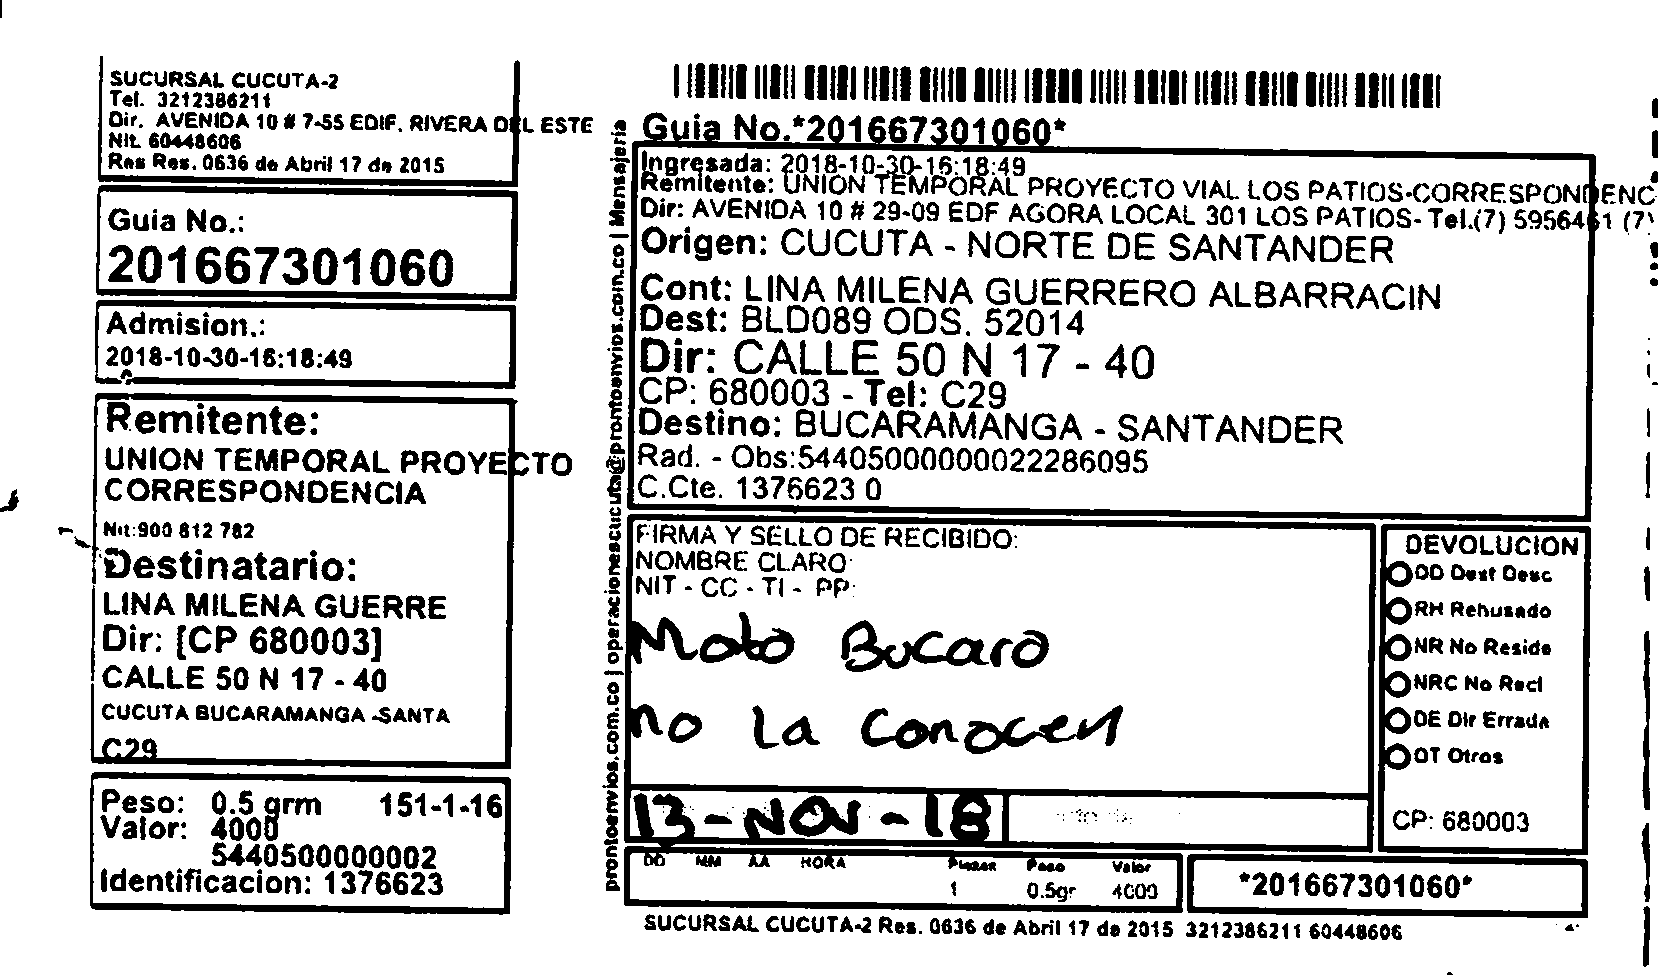 SUCURSAL CUCUTA-2
Tel. 3212386211
Dir. AVENIDA 10 # 7-55 EDIF. RIVERA DEL ESTE
Nit. 60448606
Res Res. 0636 de Abril 17 de 2015
Guia No.:
201667301060
Admision.:
2018-10-30-16:18:49
Remitente:
UNION TEMPORAL PROYECTO
CORRESPONDENCIA
Nit:900 812 782
Destinatario:
LINA MILENA GUERRE
Dir: [CP 680003]
CALLE 50 N 17 - 40
CUCUTA BUCARAMANGA -SANTA
C29
Peso: 0.5 grm 151-1-16
Valor: 4000
5440500000002
Identificacion: 1376623
prontoenvios.com.co | operacionescucuta@prontoenvios.com.co | Mensajeria
Guia No.*201667301060*
Ingresada: 2018-10-30-16:18:49
Remitente: UNION TEMPORAL PROYECTO VIAL LOS PATIOS-CORRESPONDENC
Dir: AVENIDA 10 # 29-09 EDF AGORA LOCAL 301 LOS PATIOS- Tel.(7) 5956461 (7)
Origen: CUCUTA - NORTE DE SANTANDER
Cont: LINA MILENA GUERRERO ALBARRACIN
Dest: BLD089 ODS. 52014
Dir: CALLE 50 N 17 - 40
CP: 680003 - Tel: C29
Destino: BUCARAMANGA - SANTANDER
Rad. - Obs:54405000000022286095
C.Cte. 1376623 0
FIRMA Y SELLO DE RECIBIDO:
NOMBRE CLARO:
NIT - CC - TI - PP:
Moto Bucaro
no La conocen
13-NOV-18
DD MM AA HORA Piezas Peso Valor
1 0.5gr 4000
DEVOLUCION
DD Dest Desc
RH Rehusado
NR No Reside
NRC No Recl
DE Dir Errada
OT Otros
CP: 680003
*201667301060*
SUCURSAL CUCUTA-2 Res. 0636 de Abril 17 de 2015 3212386211 60448606